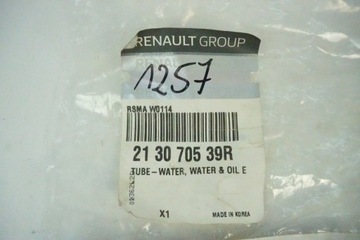 RENAULT GROUP
1257
RSMA W0114
21 30 705 39R
TUBE-WATER, WATER & OIL E
X1
MADE IN KOREA